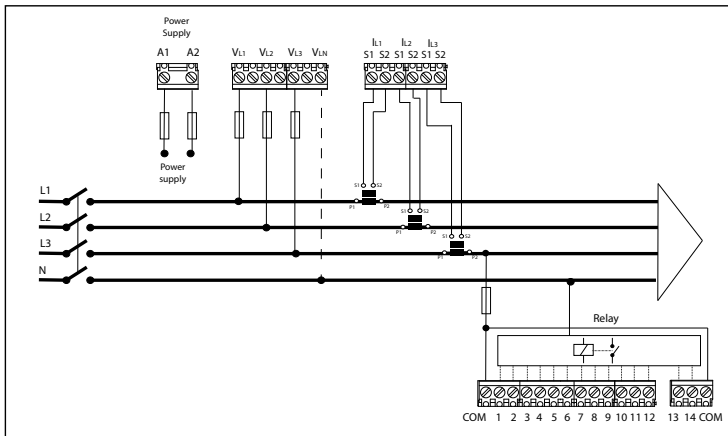 Power
Supply
A1 A2
VL1 VL2 VL3 VLN
IL1 IL2 IL3
S1 S2 S1 S2 S1 S2
Power
supply
L1
S1 S2
P1 P2
L2
S1 S2
P1 P2
L3
S1 S2
P1 P2
N
Relay
COM 1 2 3 4 5 6 7 8 9 10 11 12 13 14 COM